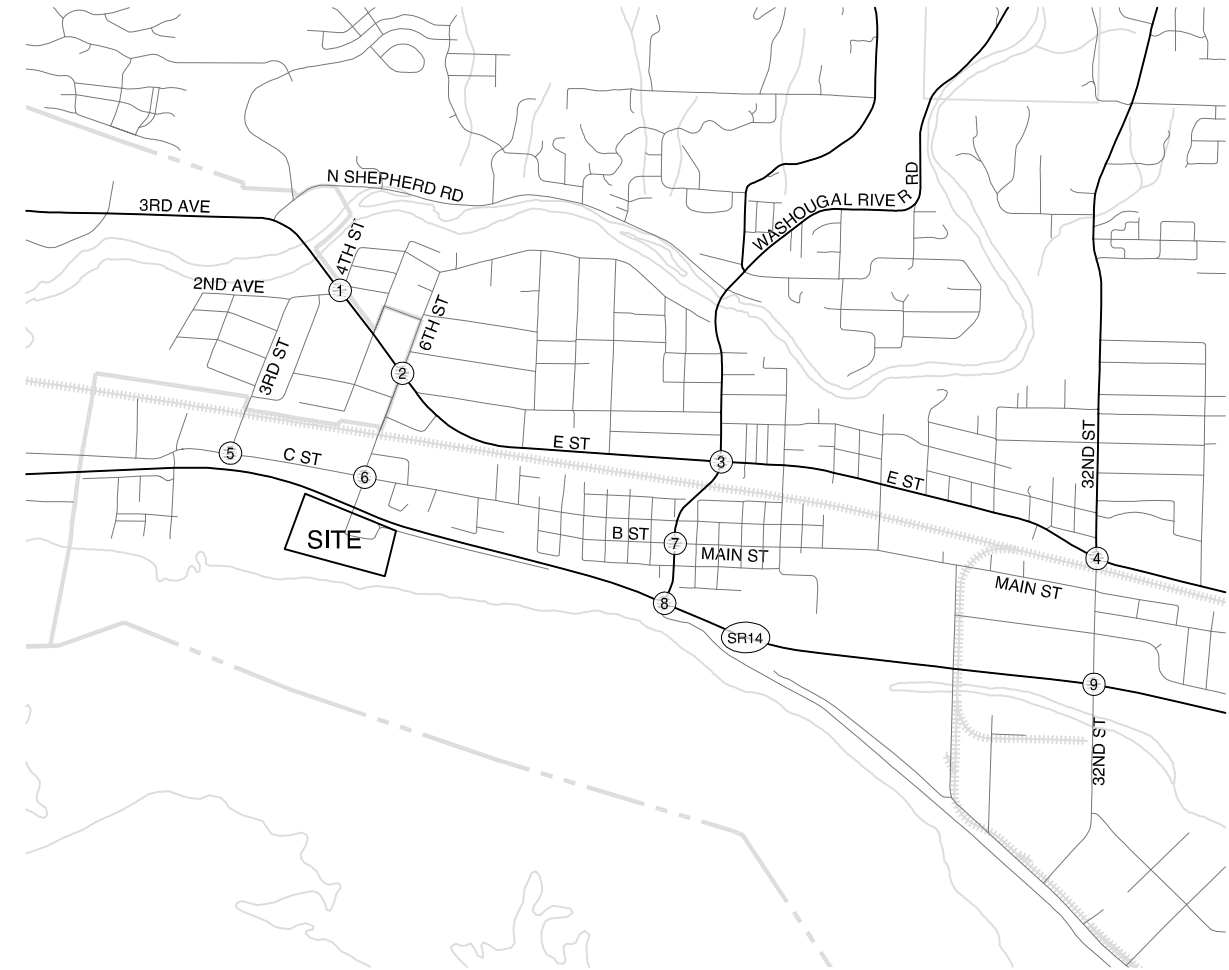 N SHEPHERD RD
3RD AVE
WASHOUGAL RIVER RD
4TH ST
2ND AVE
1
6TH ST
3RD ST
2
E ST
3
E ST
32ND ST
5
C ST
6
SITE
B ST
7
MAIN ST
4
MAIN ST
8
SR14
9
32ND ST